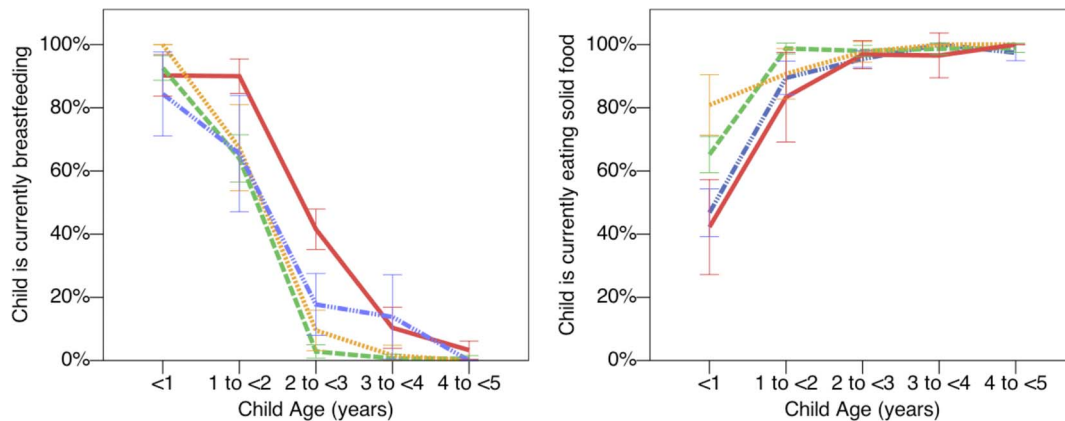 Child is currently breastfeeding
100%
80%
60%
40%
20%
0%
<1
1 to <2
2 to <3
3 to <4
4 to <5
Child Age (years)
Child is currently eating solid food
100%
80%
60%
40%
20%
0%
<1
1 to <2
2 to <3
3 to <4
4 to <5
Child Age (years)